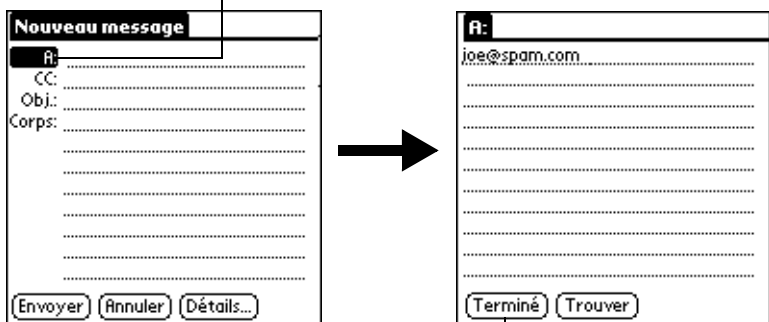 Nouveau message
A:
CC:
Obj.:
Corps:
Envoyer Annuler Détails...
A:
joe@spam.com
Terminé Trouver